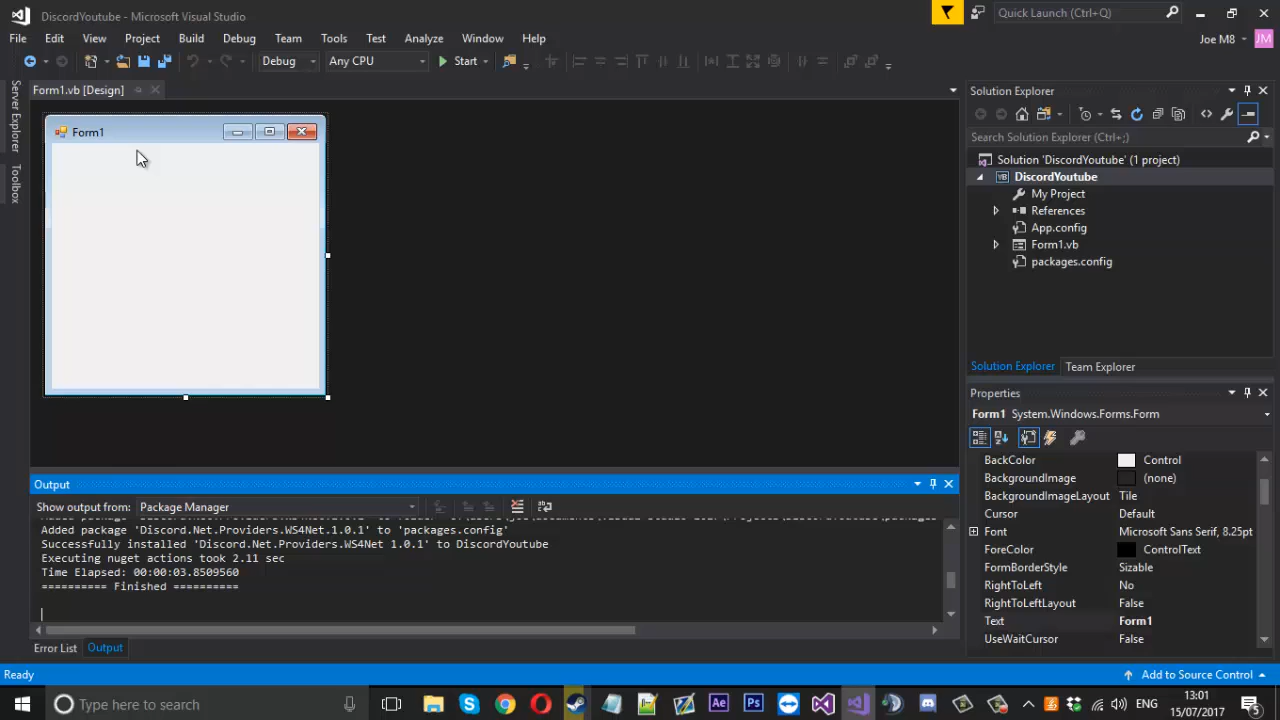 DiscordYoutube - Microsoft Visual Studio
Quick Launch (Ctrl+Q)
File Edit View Project Build Debug Team Tools Test Analyze Window Help
Joe M8 JM
Debug Any CPU Start
Form1.vb [Design]
Server Explorer
Toolbox
Form1
Solution Explorer
Search Solution Explorer (Ctrl+;)
Solution 'DiscordYoutube' (1 project)
VB DiscordYoutube
My Project
References
App.config
Form1.vb
packages.config
Solution Explorer Team Explorer
Properties
Form1 System.Windows.Forms.Form
BackColor Control
BackgroundImage (none)
BackgroundImageLayout Tile
Cursor Default
Font Microsoft Sans Serif, 8.25pt
ForeColor ControlText
FormBorderStyle Sizable
RightToLeft No
RightToLeftLayout False
Text Form1
UseWaitCursor False
Output
Show output from: Package Manager
Added package 'Discord.Net.Providers.WS4Net.1.0.1' to 'packages.config'
Successfully installed 'Discord.Net.Providers.WS4Net 1.0.1' to DiscordYoutube
Executing nuget actions took 2.11 sec
Time Elapsed: 00:00:03.8509560
========== Finished ==========
Error List Output
Ready
Add to Source Control
Type here to search
Ae Ps
ENG
13:01
15/07/2017
5